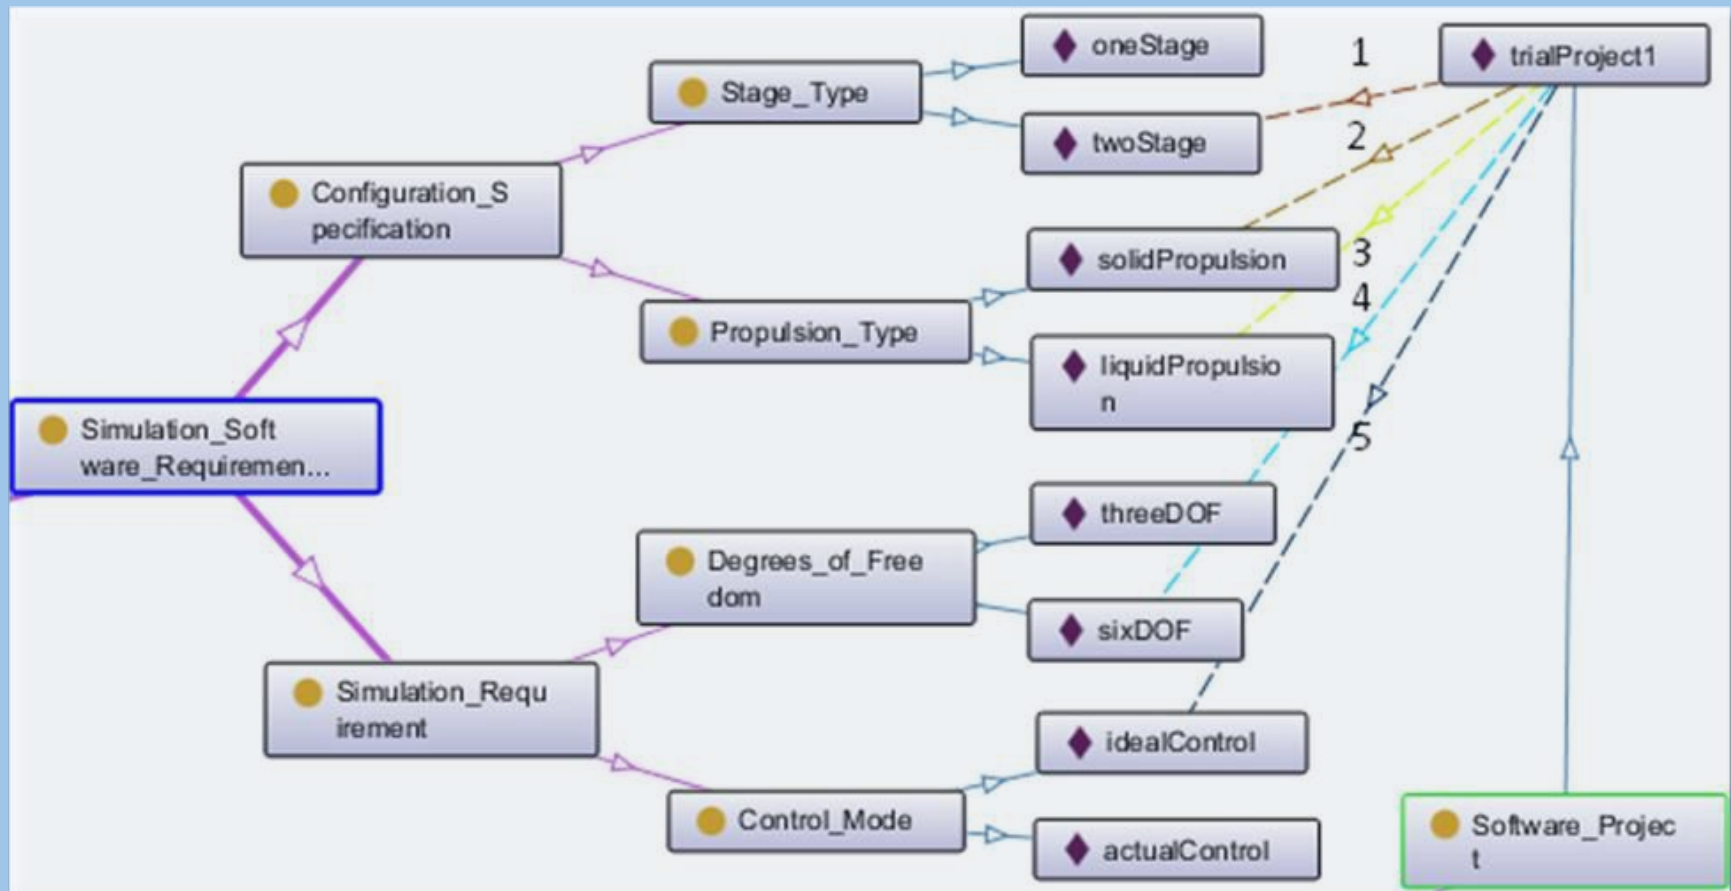 oneStage
1
trialProject1
Stage_Type
twoStage
2
Configuration_S
pecification
solidPropulsion
3
4
Propulsion_Type
liquidPropulsio
n
5
Simulation_Soft
ware_Requiremen...
threeDOF
Degrees_of_Free
dom
sixDOF
Simulation_Requ
irement
idealControl
Control_Mode
actualControl
Software_Projec
t